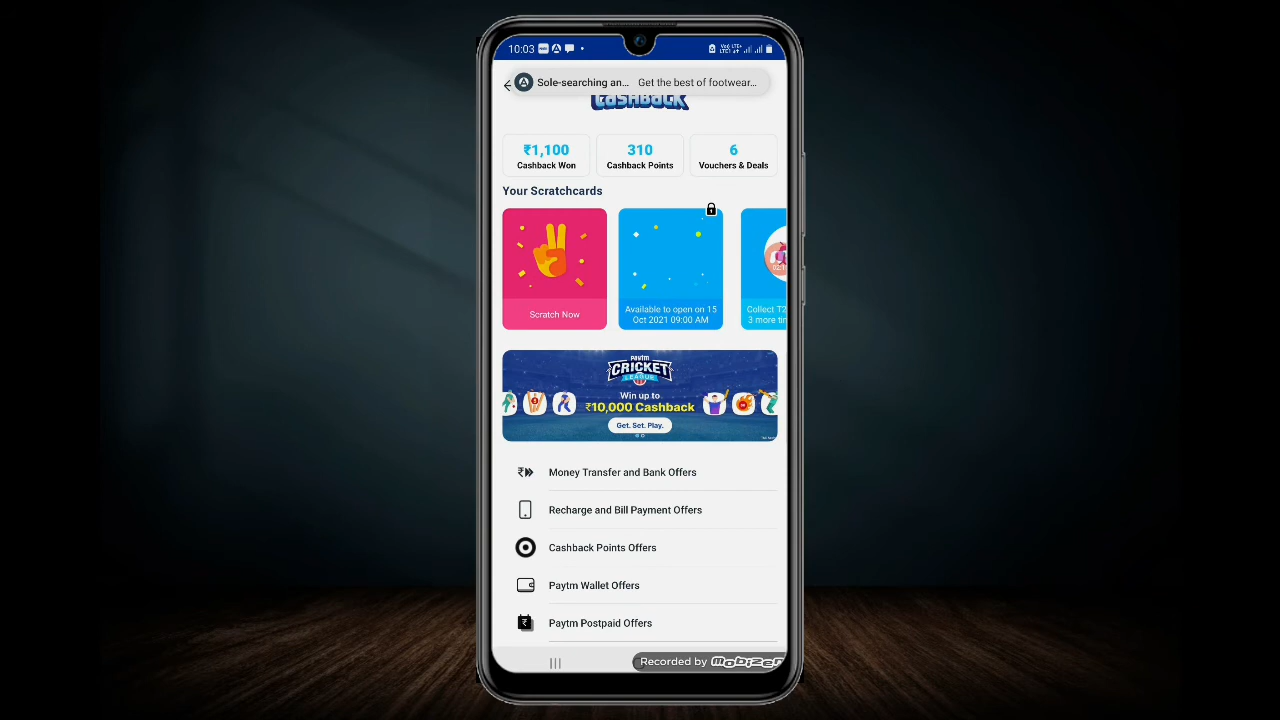 10:03
Sole-searching an... Get the best of footwear...
CASHBACK
₹1,100
Cashback Won
310
Cashback Points
6
Vouchers & Deals
Your Scratchcards
Scratch Now
Available to open on 15
Oct 2021 09:00 AM
Collect T2
3 more tim
paytm
CRICKET
LEAGUE
Win up to
₹10,000 Cashback
Get. Set. Play.
Money Transfer and Bank Offers
Recharge and Bill Payment Offers
Cashback Points Offers
Paytm Wallet Offers
Paytm Postpaid Offers
Recorded by MOBIZEN